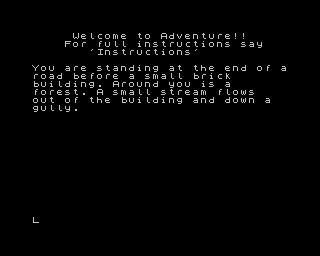 Welcome to Adventure!!
For full instructions say
'Instructions'
You are standing at the end of a
road before a small brick
building. Around you is a
forest. A small stream flows
out of the building and down a
gully.